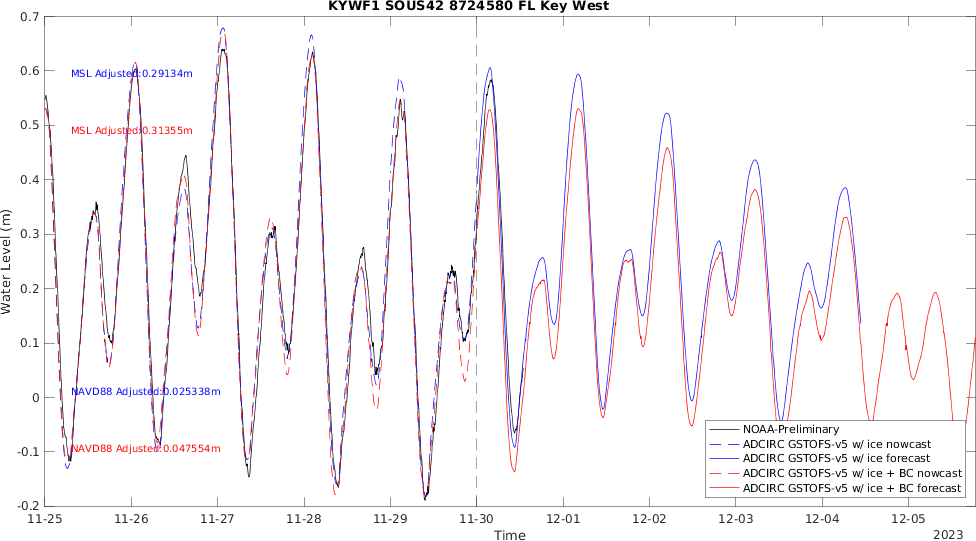 KYWF1 SOUS42 8724580 FL Key West
0.7
0.6
0.5
0.4
0.3
0.2
0.1
0
-0.1
-0.2
Water Level (m)
MSL Adjusted:0.29134m
MSL Adjusted:0.31355m
NAVD88 Adjusted:0.025338m
NAVD88 Adjusted:0.047554m
NOAA-Preliminary
ADCIRC GSTOFS-v5 w/ ice nowcast
ADCIRC GSTOFS-v5 w/ ice forecast
ADCIRC GSTOFS-v5 w/ ice + BC nowcast
ADCIRC GSTOFS-v5 w/ ice + BC forecast
11-25 11-26 11-27 11-28 11-29 11-30 12-01 12-02 12-03 12-04 12-05
Time
2023